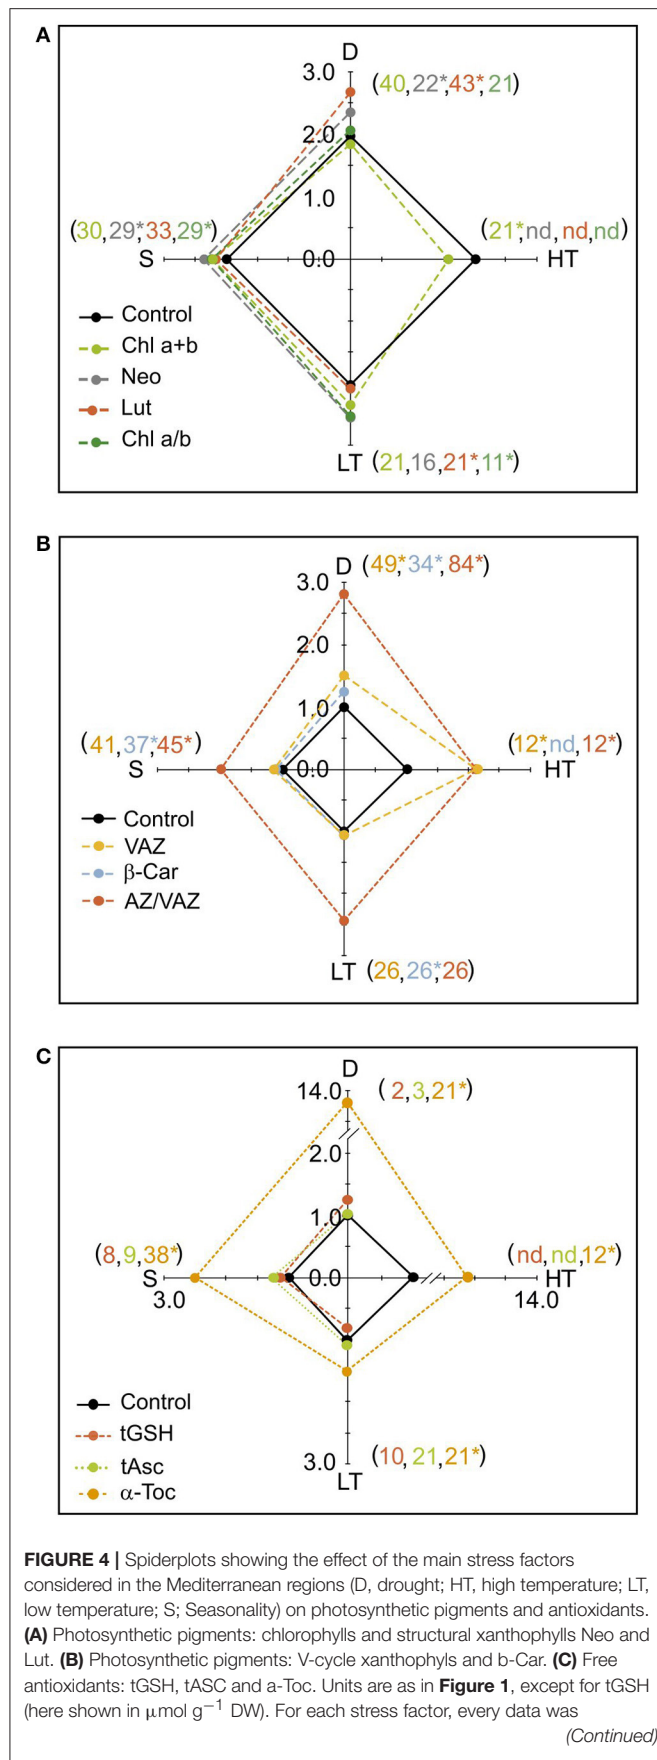 A
D
3.0
(40,22*,43*,21)
2.0
1.0
(30,29*,33,29*)
(21*,nd,nd,nd)
S
0.0
HT
Control
Chl a+b
Neo
Lut
Chl a/b
LT (21,16,21*,11*)
B
D (49*,34*,84*)
3.0
2.0
1.0
(41,37*,45*)
(12*,nd,12*)
S
0.0
HT
Control
VAZ
β-Car
AZ/VAZ
LT (26,26*,26)
C
D
14.0
( 2,3,21*)
2.0
1.0
(8,9,38*)
(nd,nd,12*)
S
0.0
HT
3.0
14.0
Control
tGSH
tAsc
α-Toc
(10,21,21*)
3.0
LT
FIGURE 4 | Spiderplots showing the effect of the main stress factors
considered in the Mediterranean regions (D, drought; HT, high temperature; LT,
low temperature; S; Seasonality) on photosynthetic pigments and antioxidants.
(A) Photosynthetic pigments: chlorophylls and structural xanthophylls Neo and
Lut. (B) Photosynthetic pigments: V-cycle xanthophyls and b-Car. (C) Free
antioxidants: tGSH, tASC and a-Toc. Units are as in Figure 1, except for tGSH
(here shown in μmol g−1 DW). For each stress factor, every data was
(Continued)